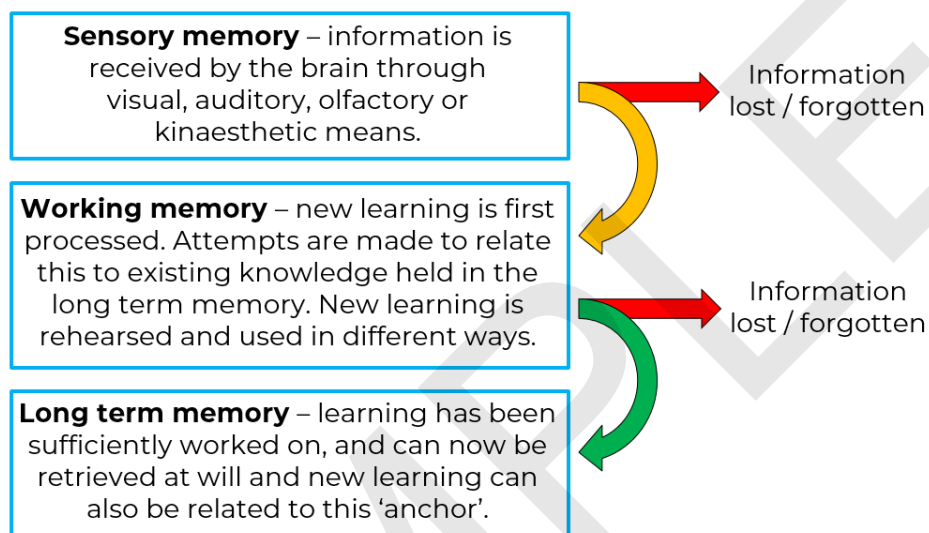 Sensory memory – information is
received by the brain through
visual, auditory, olfactory or
kinaesthetic means.
Information
lost / forgotten
Working memory – new learning is first
processed. Attempts are made to relate
this to existing knowledge held in the
long term memory. New learning is
rehearsed and used in different ways.
Information
lost / forgotten
Long term memory – learning has been
sufficiently worked on, and can now be
retrieved at will and new learning can
also be related to this ‘anchor’.